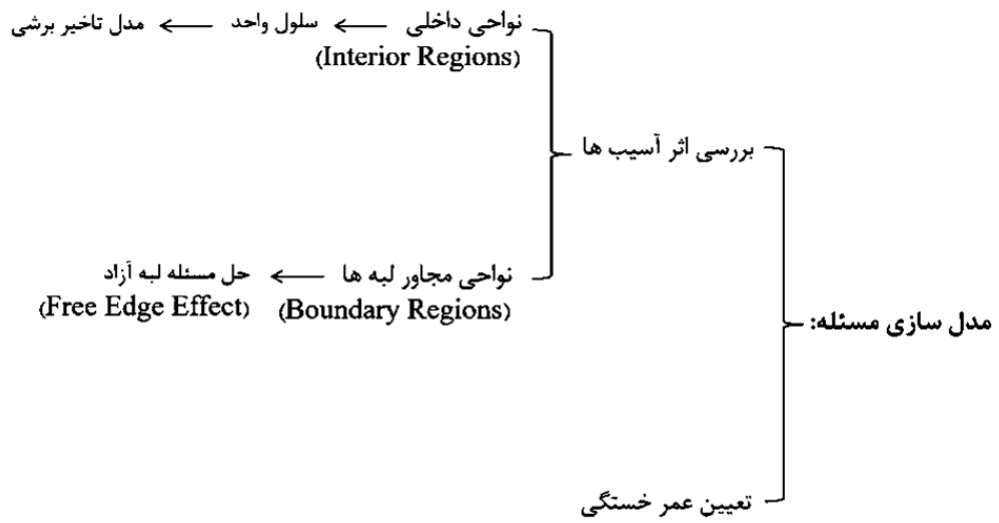 مدل سازی مسئله:
بررسی اثر آسیب ها
نواحی داخلی ← سلول واحد ← مدل تاخیر برشی
(Interior Regions)
نواحی مجاور لبه ها ← حل مسئله لبه آزاد
(Boundary Regions) (Free Edge Effect)
تعیین عمر خستگی